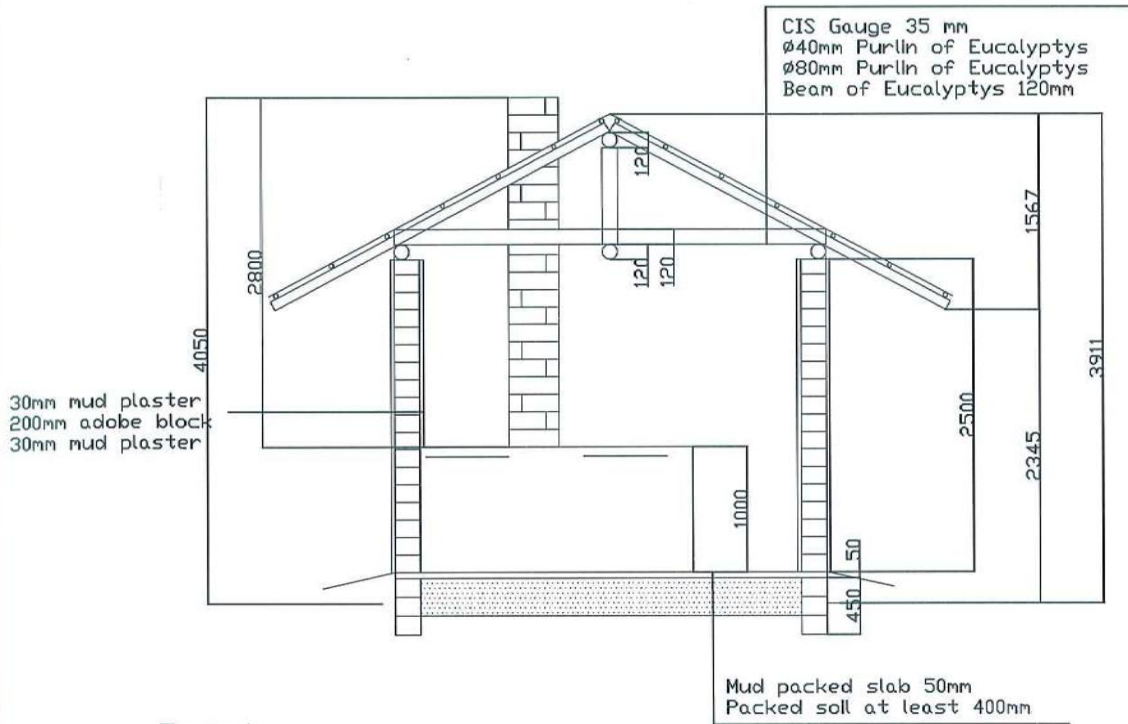 CIS Gauge 35 mm
Ø40mm Purlin of Eucalyptys
Ø80mm Purlin of Eucalyptys
Beam of Eucalyptys 120mm
120
1567
2800
120
120
4050
3911
30mm mud plaster
200mm adobe block
30mm mud plaster
2500
2345
1000
50
450
Mud packed slab 50mm
Packed soil at least 400mm